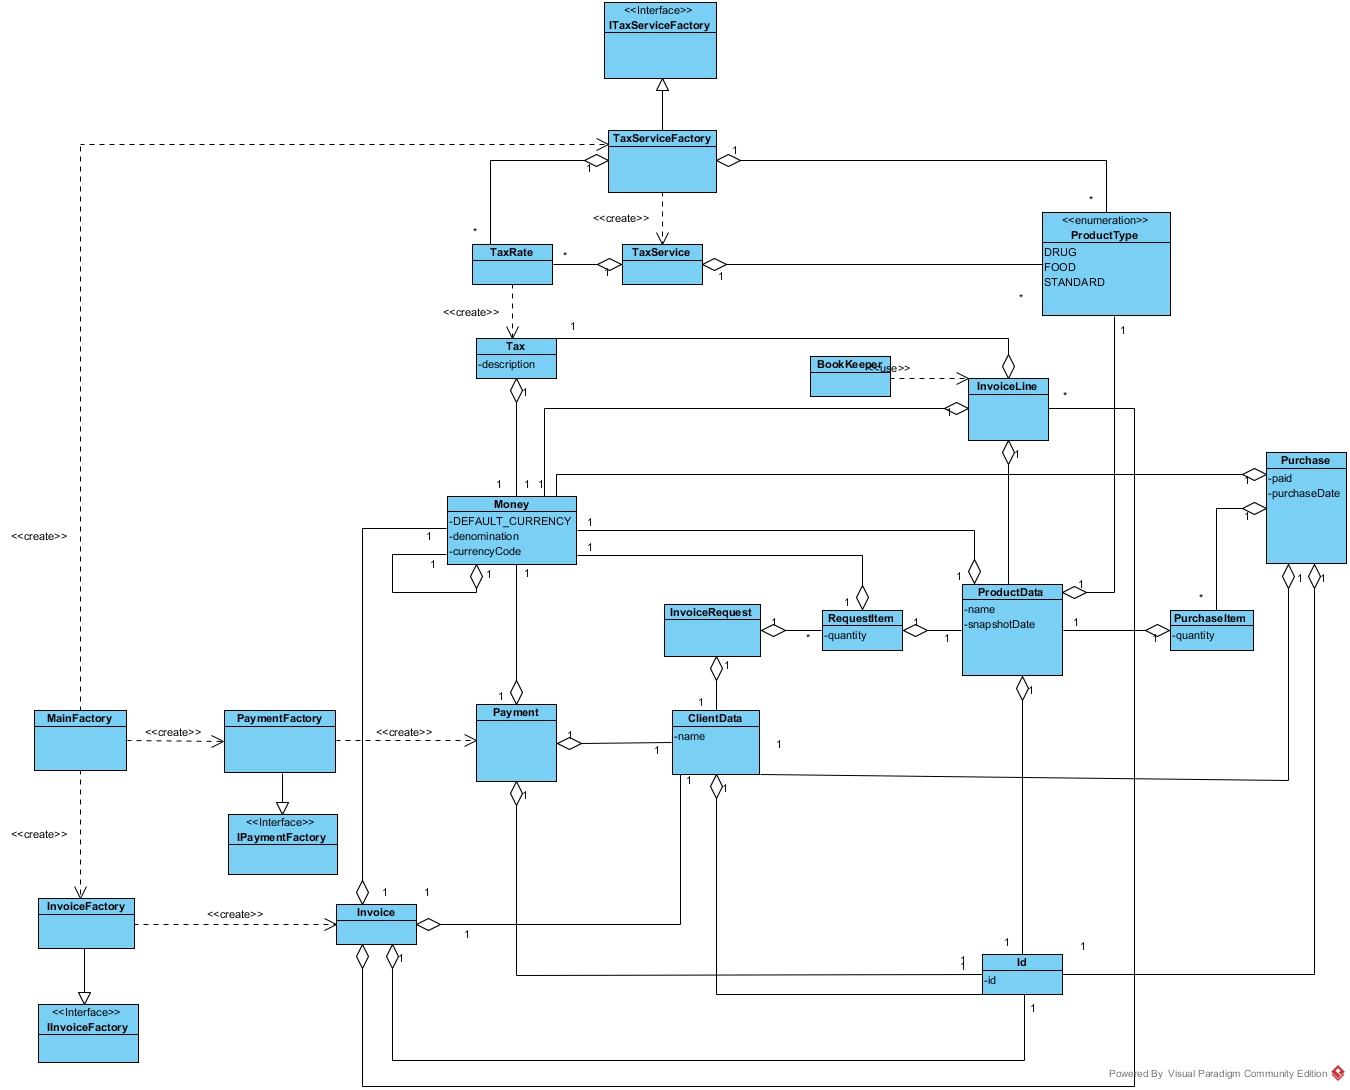 <<Interface>>
ITaxServiceFactory
TaxServiceFactory
1
1
*
<<create>>
<<enumeration>>
ProductType
DRUG
FOOD
STANDARD
*
TaxRate
*
1
TaxService
1
*
<<create>>
1
1
Tax
-description
1
BookKeeper
<<use>>
InvoiceLine
*
1
1
Purchase
-paid
-purchaseDate
1
1
1
1
1
1
1
Money
-DEFAULT_CURRENCY
-denomination
-currencyCode
1
1
1
1
1
1
<<create>>
1
1
1
ProductData
-name
-snapshotDate
1
*
InvoiceRequest
1
*
RequestItem
-quantity
1
1
1
1
PurchaseItem
-quantity
1
1
1
1
MainFactory
<<create>>
PaymentFactory
<<create>>
Payment
1
1
ClientData
-name
1
1
1
1
<<Interface>>
IPaymentFactory
<<create>>
InvoiceFactory
<<create>>
1
1
Invoice
1
1
1
1
1
1
Id
-id
1
<<Interface>>
IInvoiceFactory
Powered By Visual Paradigm Community Edition